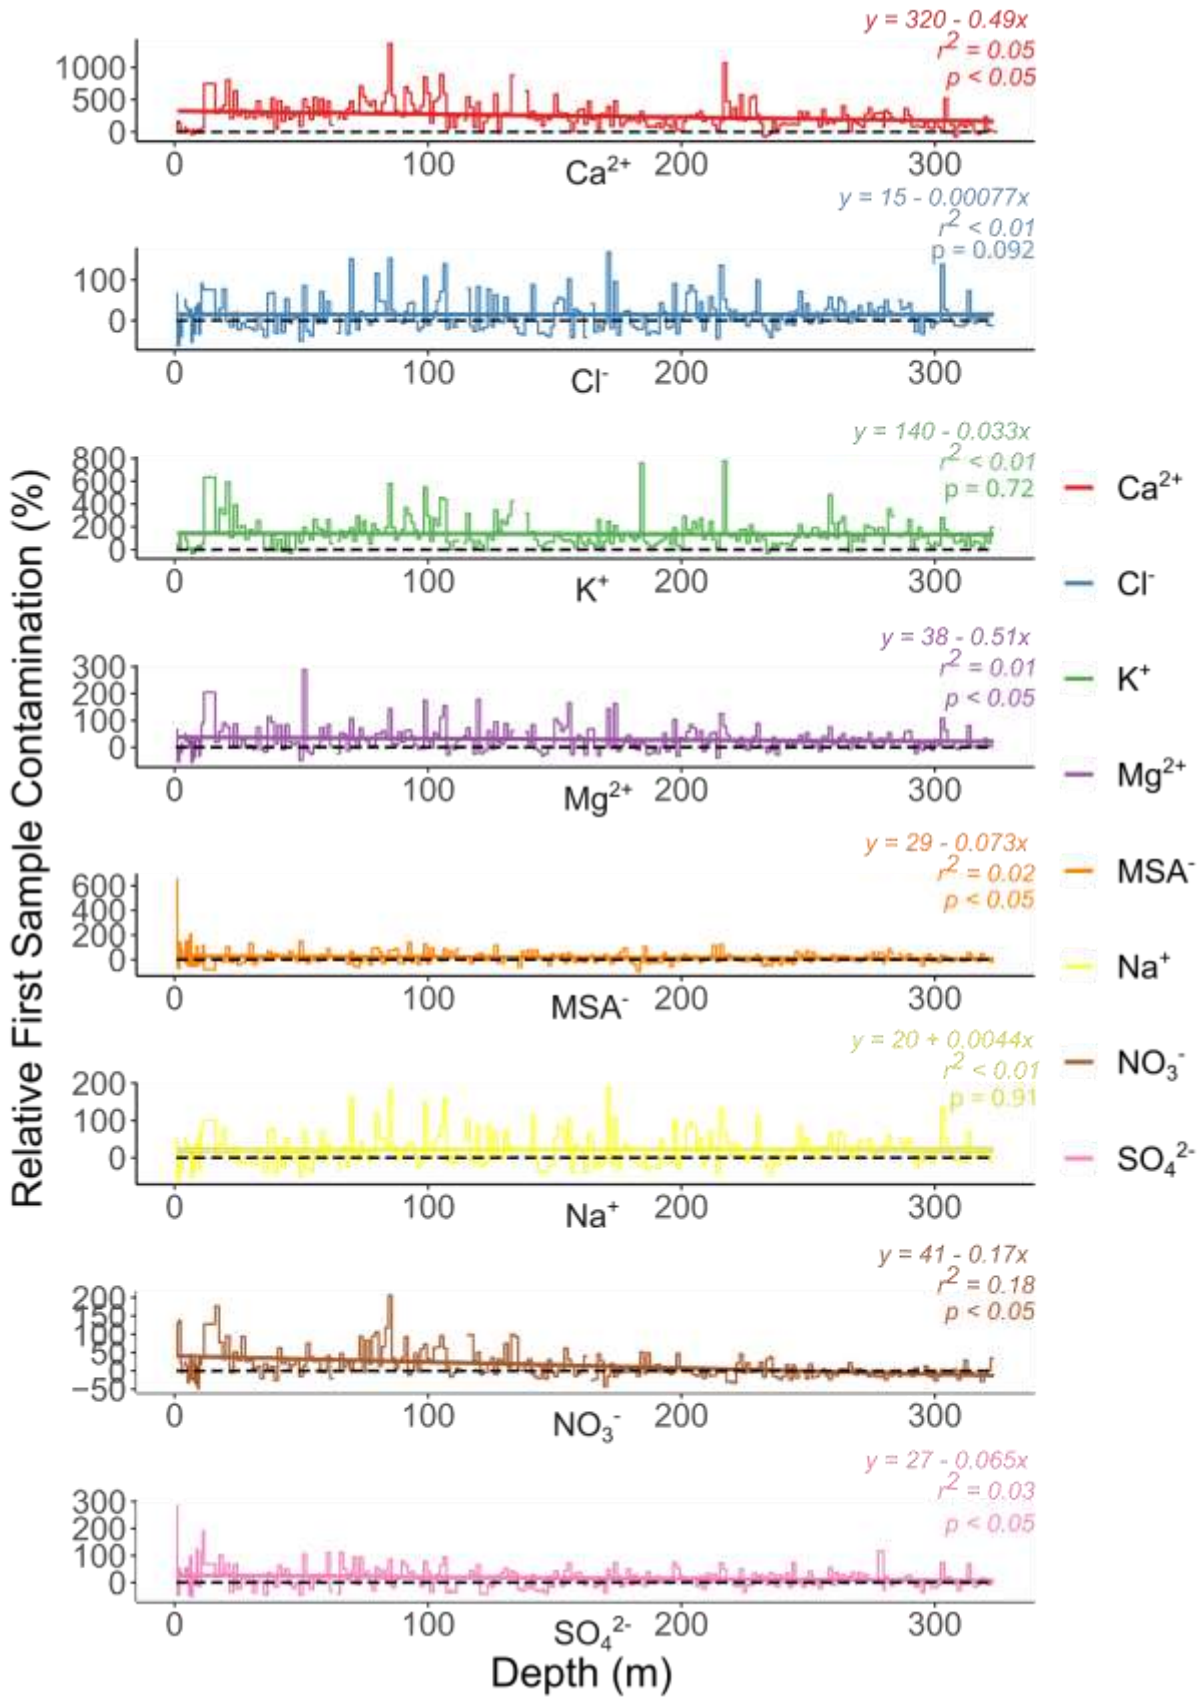 y = 320 - 0.49x
r2 = 0.05
p < 0.05
1000
500
0
0 100 200 300
Ca2+
y = 15 - 0.00077x
r2 < 0.01
p = 0.092
100
0
0 100 200 300
Cl-
y = 140 - 0.033x
r2 < 0.01
p = 0.72
800
600
400
200
0
0 100 200 300
K+
y = 38 - 0.51x
r2 = 0.01
p < 0.05
300
200
100
0
0 100 200 300
Mg2+
y = 29 - 0.073x
r2 = 0.02
p < 0.05
600
400
200
0
0 100 200 300
MSA-
y = 20 + 0.0044x
r2 < 0.01
p = 0.91
200
100
0
0 100 200 300
Na+
y = 41 - 0.17x
r2 = 0.18
p < 0.05
200
150
100
50
0
−50
0 100 200 300
NO3-
y = 27 - 0.065x
r2 = 0.03
p < 0.05
300
200
100
0
0 100 200 300
SO42-
Depth (m)
Relative First Sample Contamination (%)
Ca2+
Cl-
K+
Mg2+
MSA-
Na+
NO3-
SO42-